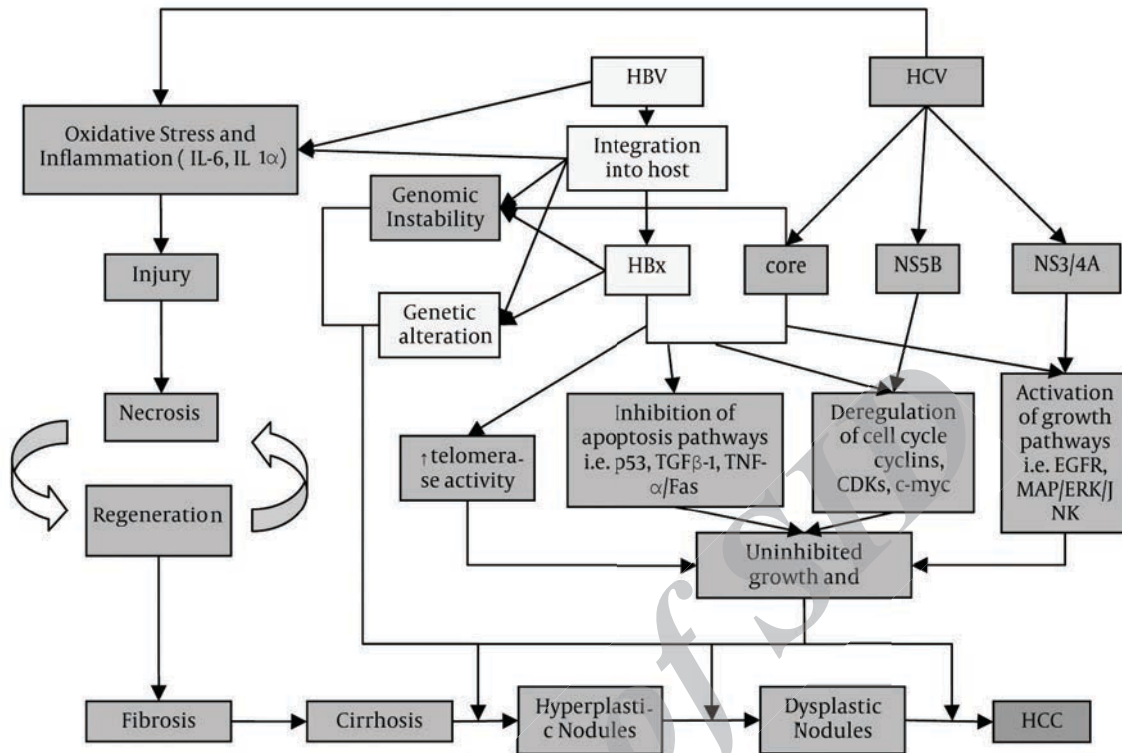 HBV
HCV
Oxidative Stress and
Inflammation ( IL-6, IL 1α)
Integration
into host
Genomic
Instability
Injury
HBx
core
NS5B
NS3/4A
Genetic
alteration
Necrosis
Inhibition of
apoptosis pathways
i.e. p53, TGFβ-1, TNF-
α/Fas
Deregulation
of cell cycle
cyclins,
CDKs, c-myc
Activation
of growth
pathways
i.e. EGFR,
MAP/ERK/J
NK
↑telomera-
se activity
Regeneration
Uninhibited
growth and
Fibrosis
Cirrhosis
Hyperplasti-
c Nodules
Dysplastic
Nodules
HCC
of SID